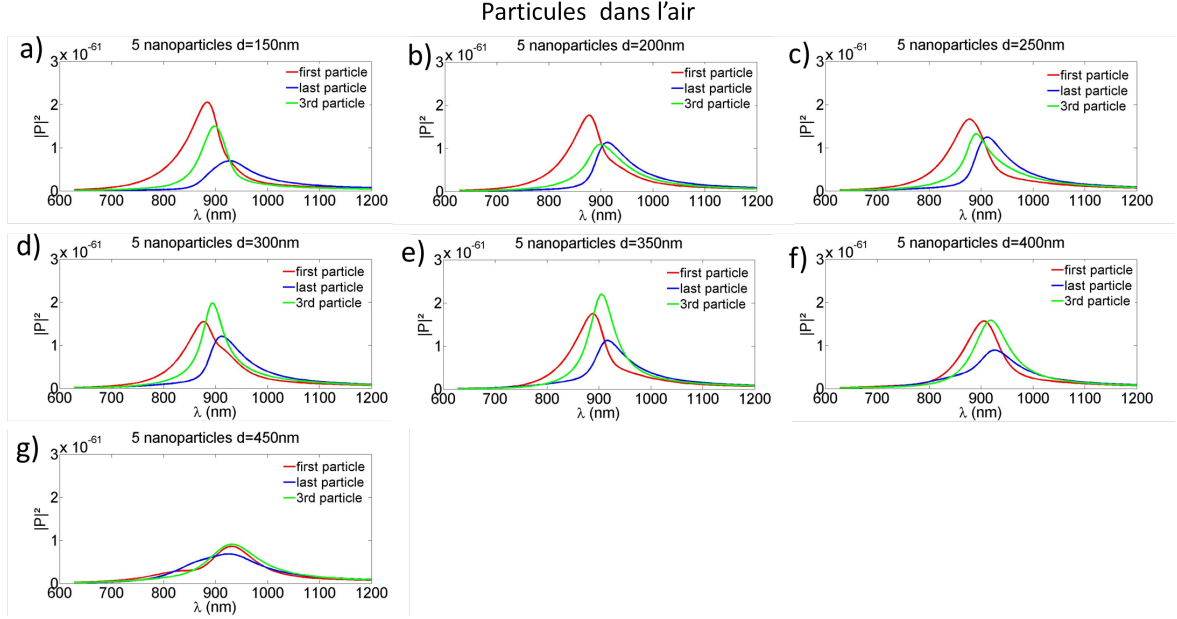 Particules dans l’air
a)
5 nanoparticles d=150nm
3 x 10 -61
first particle
last particle
3rd particle
2
1
0
|P|²
600 700 800 900 1000 1100 1200
λ (nm)
b)
5 nanoparticles d=200nm
3 x 10 -61
first particle
last particle
3rd particle
2
1
0
|P|²
600 700 800 900 1000 1100 1200
λ (nm)
c)
5 nanoparticles d=250nm
3 x 10 -61
first particle
last particle
3rd particle
2
1
0
|P|²
600 700 800 900 1000 1100 1200
λ (nm)
d)
5 nanoparticles d=300nm
3 x 10 -61
first particle
last particle
3rd particle
2
1
0
|P|²
600 700 800 900 1000 1100 1200
λ (nm)
e)
5 nanoparticles d=350nm
3 x 10 -61
first particle
last particle
3rd particle
2
1
0
|P|²
600 700 800 900 1000 1100 1200
λ (nm)
f)
5 nanoparticles d=400nm
3 x 10 -61
first particle
last particle
3rd particle
2
1
0
|P|²
600 700 800 900 1000 1100 1200
λ (nm)
g)
5 nanoparticles d=450nm
3 x 10 -61
first particle
last particle
3rd particle
2
1
0
|P|²
600 700 800 900 1000 1100 1200
λ (nm)